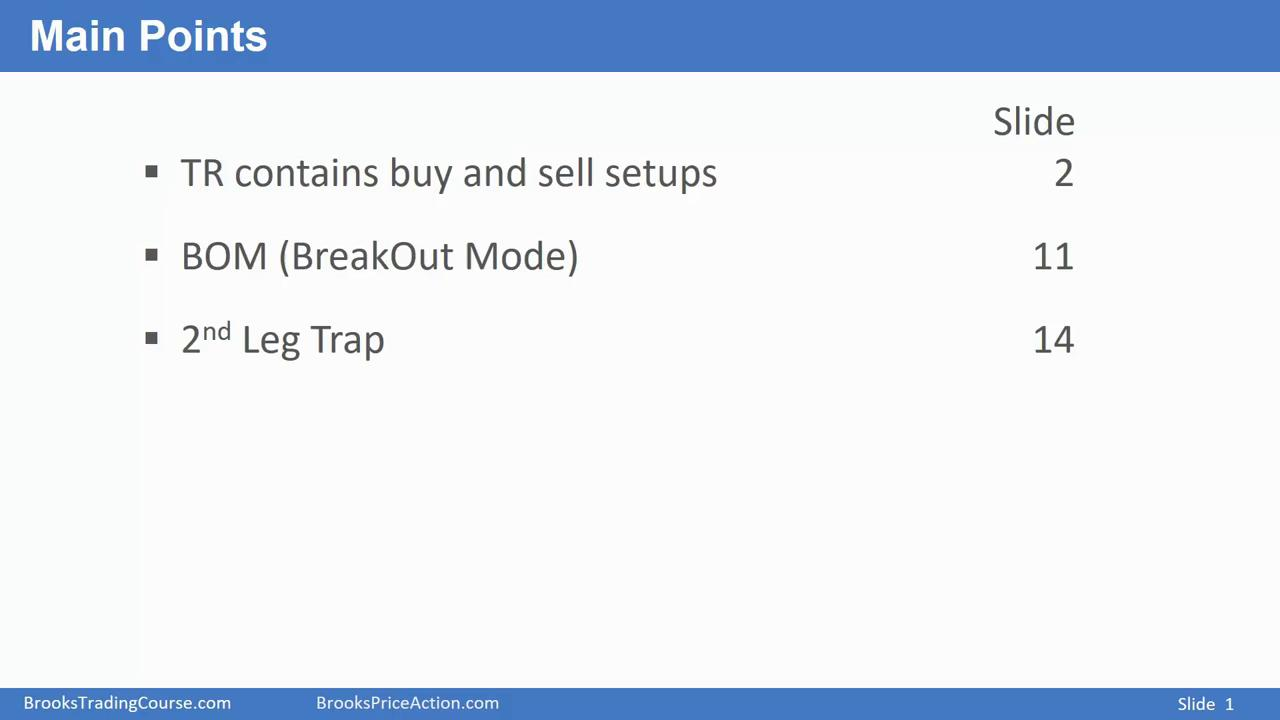 Main Points
Slide
▪ TR contains buy and sell setups 2
▪ BOM (BreakOut Mode) 11
▪ 2nd Leg Trap 14
BrooksTradingCourse.com BrooksPriceAction.com Slide 1